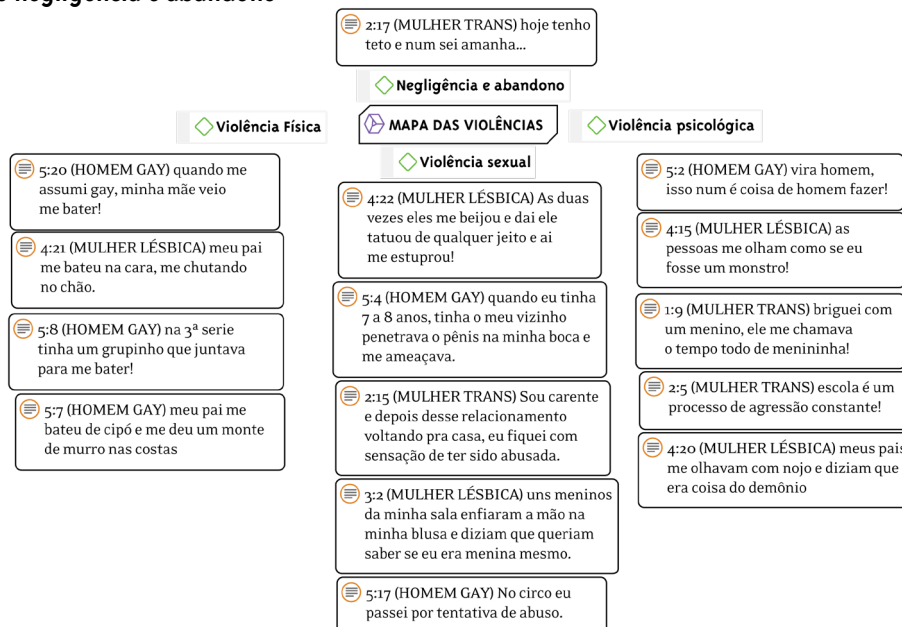 negligência e abandono
2:17 (MULHER TRANS) hoje tenho
teto e num sei amanha...
Negligência e abandono
Violência Física
MAPA DAS VIOLÊNCIAS
Violência psicológica
Violência sexual
5:20 (HOMEM GAY) quando me
assumi gay, minha mãe veio
me bater!
4:21 (MULHER LÉSBICA) meu pai
me bateu na cara, me chutando
no chão.
5:8 (HOMEM GAY) na 3ª serie
tinha um grupinho que juntava
para me bater!
5:7 (HOMEM GAY) meu pai me
bateu de cipó e me deu um monte
de murro nas costas
4:22 (MULHER LÉSBICA) As duas
vezes eles me beijou e dai ele
tatuou de qualquer jeito e ai
me estuprou!
5:4 (HOMEM GAY) quando eu tinha
7 a 8 anos, tinha o meu vizinho
penetrava o pênis na minha boca e
me ameaçava.
2:15 (MULHER TRANS) Sou carente
e depois desse relacionamento
voltando pra casa, eu fiquei com
sensação de ter sido abusada.
3:2 (MULHER LÉSBICA) uns meninos
da minha sala enfiaram a mão na
minha blusa e diziam que queriam
saber se eu era menina mesmo.
5:17 (HOMEM GAY) No circo eu
passei por tentativa de abuso.
5:2 (HOMEM GAY) vira homem,
isso num é coisa de homem fazer!
4:15 (MULHER LÉSBICA) as
pessoas me olham como se eu
fosse um monstro!
1:9 (MULHER TRANS) briguei com
um menino, ele me chamava
o tempo todo de menininha!
2:5 (MULHER TRANS) escola é um
processo de agressão constante!
4:20 (MULHER LÉSBICA) meus pais
me olhavam com nojo e diziam que
era coisa do demônio